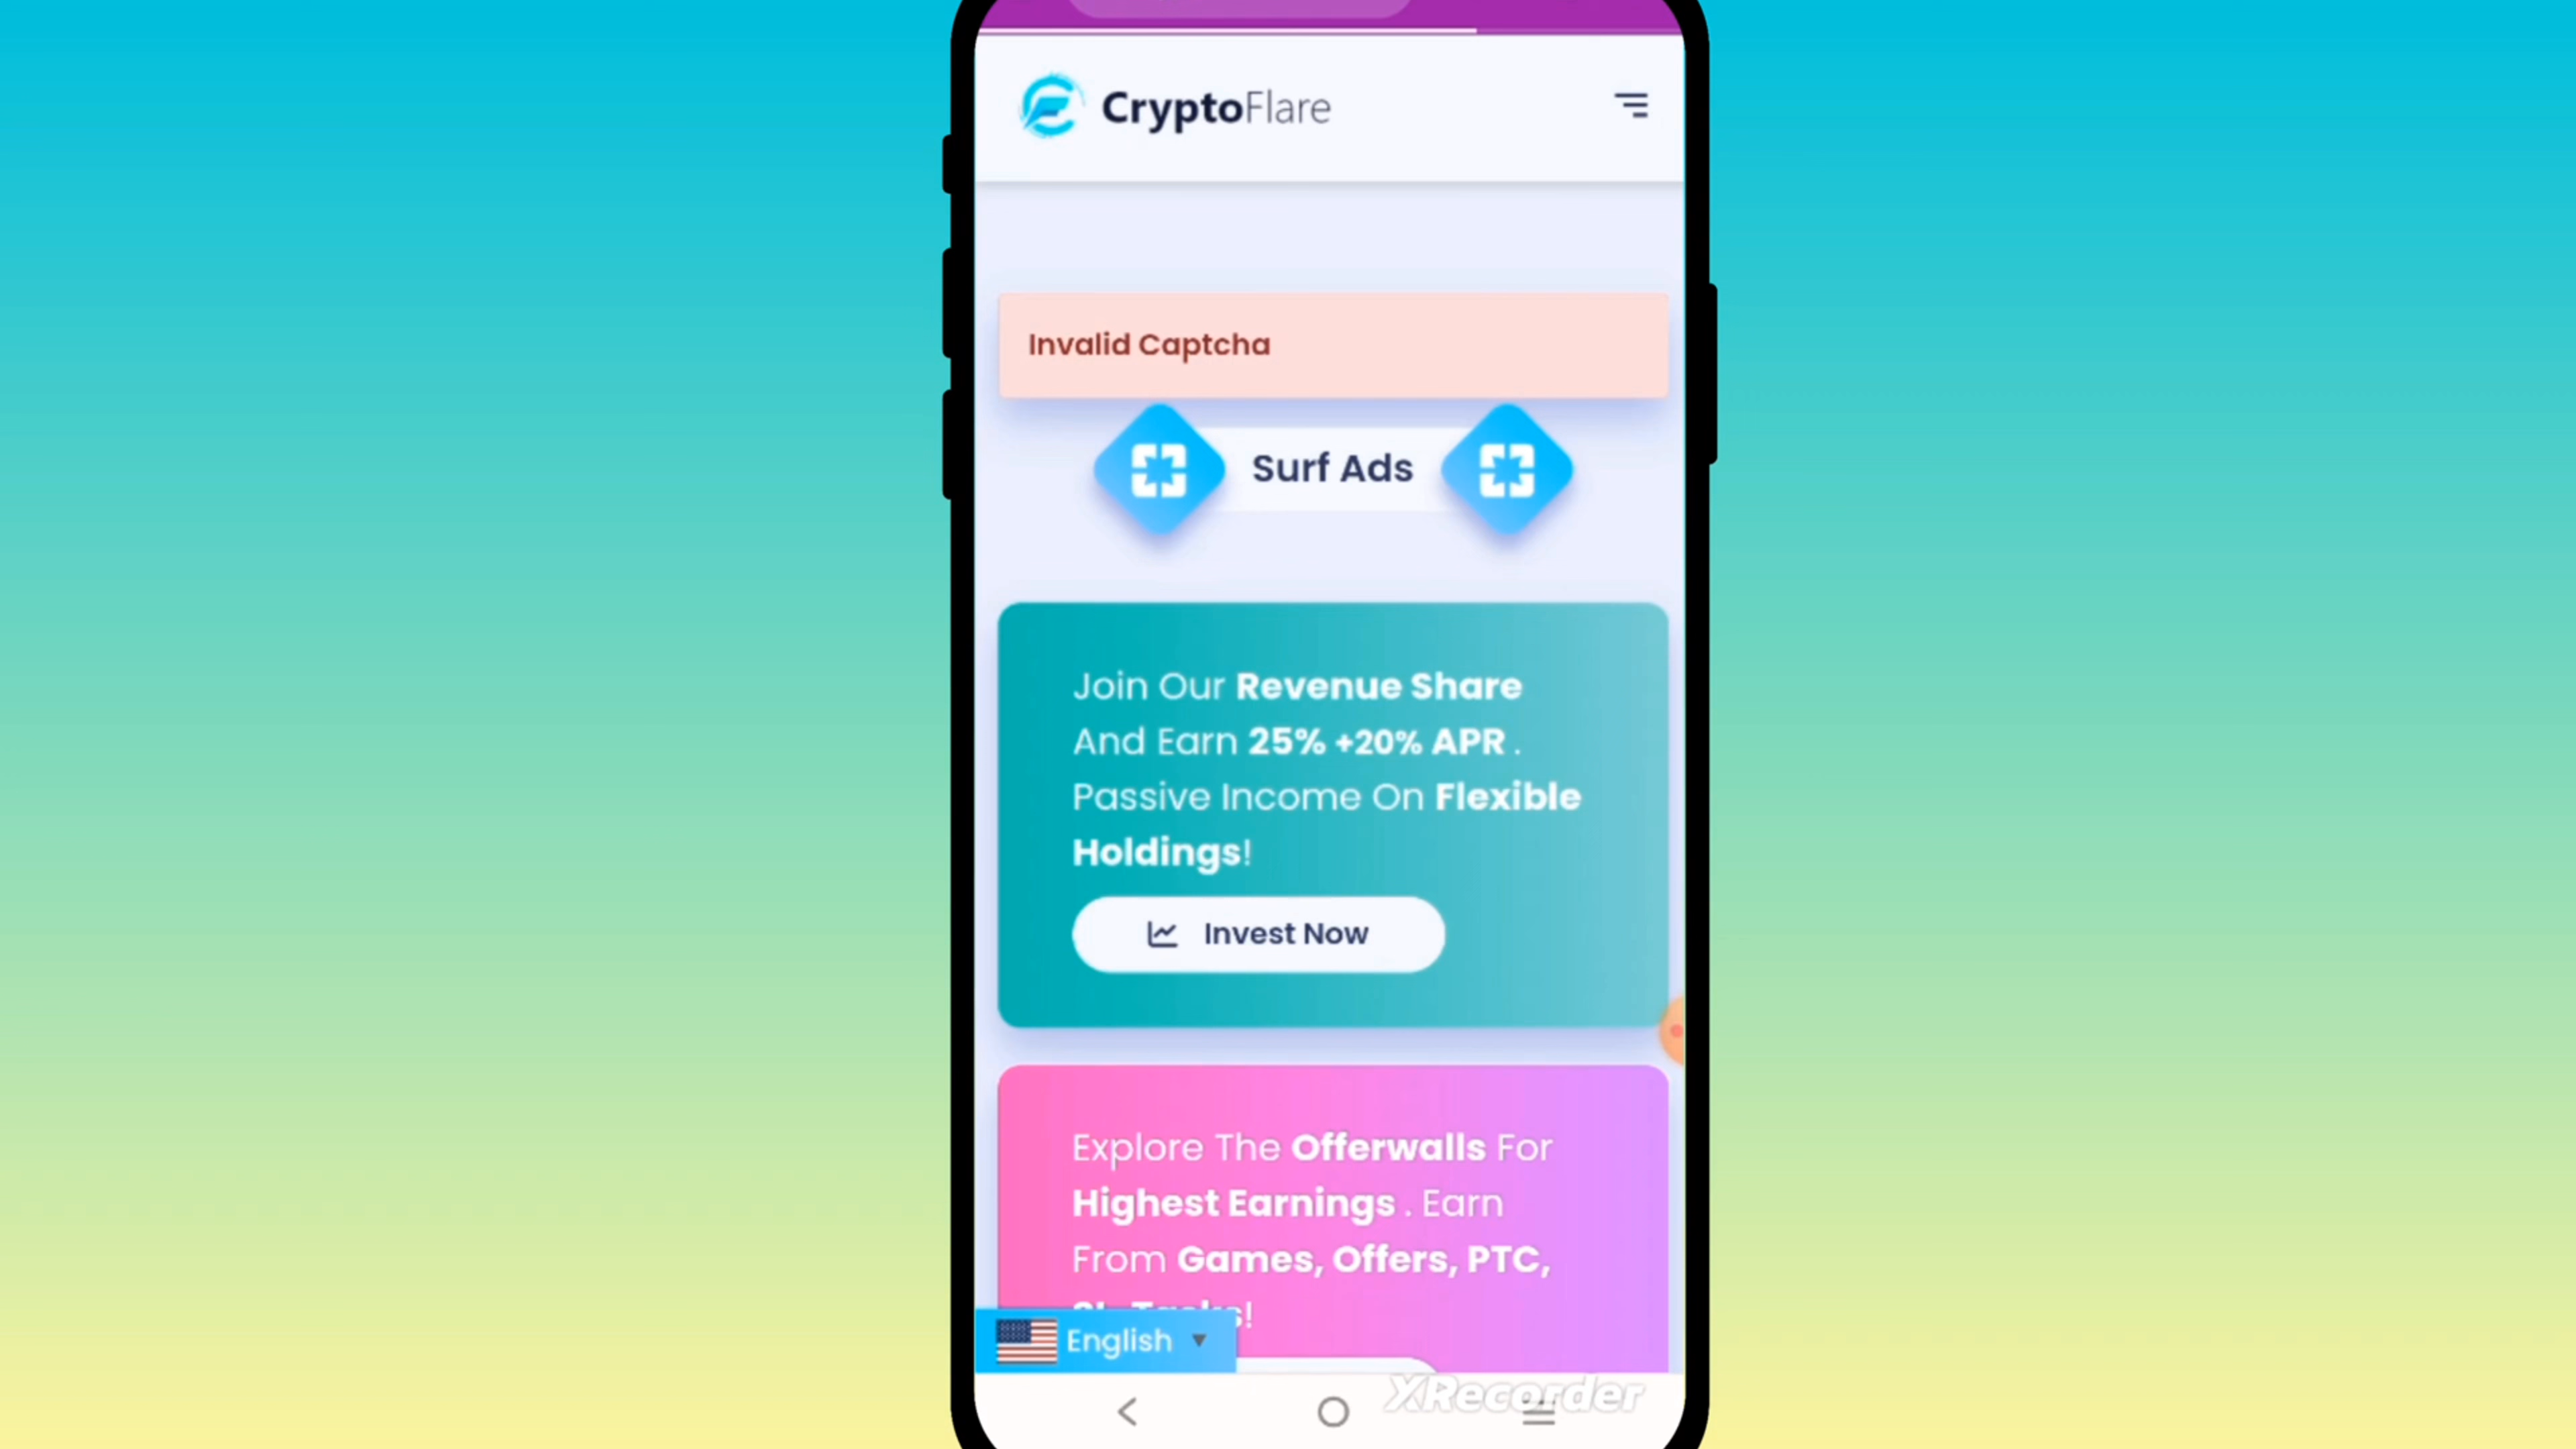 CryptoFlare
Invalid Captcha
Surf Ads
Join Our Revenue Share
And Earn 25% +20% APR .
Passive Income On Flexible
Holdings!
Invest Now
Explore The Offerwalls For
Highest Earnings . Earn
From Games, Offers, PTC,
Tasks!
English
XRecorder